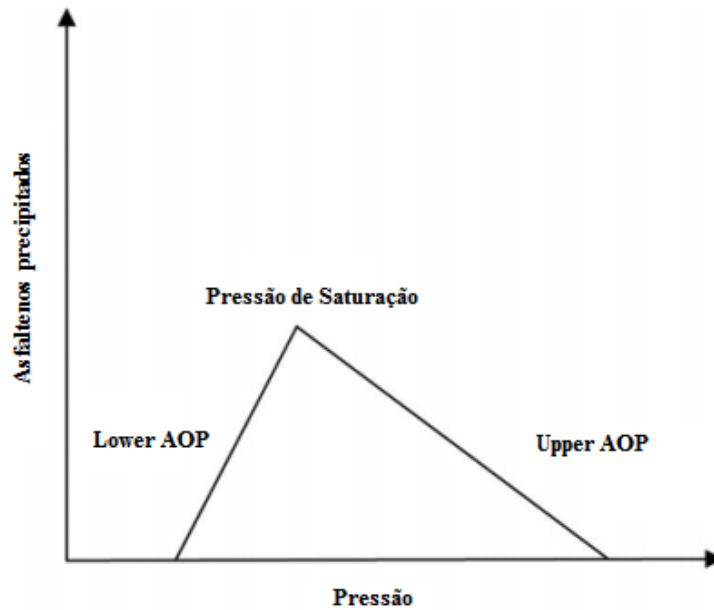 Asfaltenos precipitados
Pressão de Saturação
Lower AOP
Upper AOP
Pressão